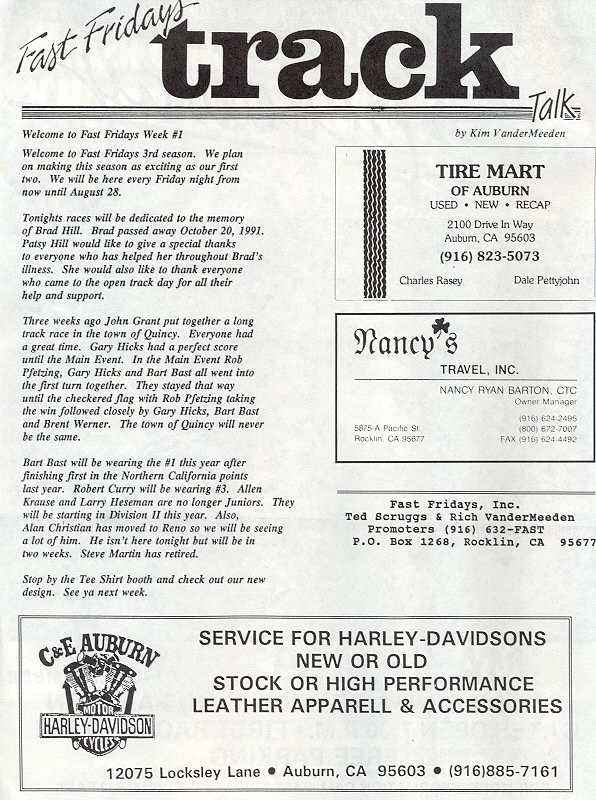 Fast Fridays
track
Talk
Welcome to Fast Fridays Week #1
by Kim VanderMeeden
Welcome to Fast Fridays 3rd season. We plan
on making this season as exciting as our first
two. We will be here every Friday night from
now until August 28.
Tonights races will be dedicated to the memory
of Brad Hill. Brad passed away October 20, 1991.
Patsy Hill would like to give a special thanks
to everyone who has helped her throughout Brad's
illness. She would also like to thank everyone
who came to the open track day for all their
help and support.
Three weeks ago John Grant put together a long
track race in the town of Quincy. Everyone had
a great time. Gary Hicks had a perfect score
until the Main Event. In the Main Event Rob
Pfetzing, Gary Hicks and Bart Bast all went into
the first turn together. They stayed that way
until the checkered flag with Rob Pfetzing taking
the win followed closely by Gary Hicks, Bart Bast
and Brent Werner. The town of Quincy will never
be the same.
Bart Bast will be wearing the #1 this year after
finishing first in the Northern California points
last year. Robert Curry will be wearing #3. Allen
Krause and Larry Heseman are no longer Juniors. They
will be starting in Division II this year. Also,
Alan Christian has moved to Reno so we will be seeing
a lot of him. He isn't here tonight but will be in
two weeks. Steve Martin has retired.
Stop by the Tee Shirt booth and check out our new
design. See ya next week.
TIRE MART
OF AUBURN
USED • NEW • RECAP
2100 Drive In Way
Auburn, CA 95603
(916) 823-5073
Charles Rasey Dale Pettyjohn
Nancy's
TRAVEL, INC.
NANCY RYAN BARTON, CTC
Owner Manager
(916) 624-2495
5875-A Pacific St. (800) 672-7007
Rocklin, CA 95677 FAX (916) 624-4492
Fast Fridays, Inc.
Ted Scruggs & Rich VanderMeeden
Promoters (916) 632-FAST
P.O. Box 1268, Rocklin, CA 95677
C&E AUBURN
MOTOR
HARLEY-DAVIDSON
CYCLES
SERVICE FOR HARLEY-DAVIDSONS
NEW OR OLD
STOCK OR HIGH PERFORMANCE
LEATHER APPARELL & ACCESSORIES
12075 Locksley Lane • Auburn, CA 95603 • (916)885-7161